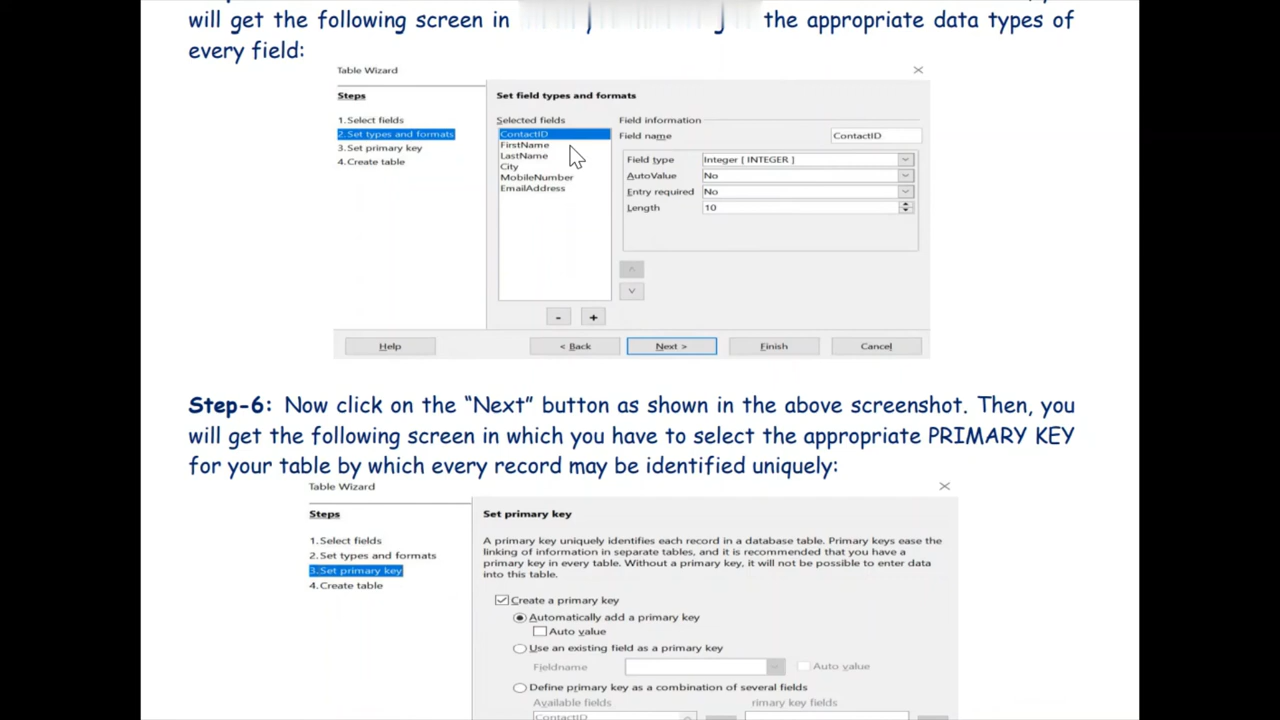 will get the following screen in the appropriate data types of
every field:
Table Wizard
Steps
1.Select fields
2.Set types and formats
3.Set primary key
4.Create table
Set field types and formats
Selected fields
ContactID
FirstName
LastName
City
MobileNumber
EmailAddress
- +
Field information
Field name ContactID
Field type Integer [ INTEGER ]
AutoValue No
Entry required No
Length 10
Help < Back Next > Finish Cancel
Step-6: Now click on the “Next” button as shown in the above screenshot. Then, you
will get the following screen in which you have to select the appropriate PRIMARY KEY
for your table by which every record may be identified uniquely:
Table Wizard
Steps
1.Select fields
2.Set types and formats
3.Set primary key
4.Create table
Set primary key
A primary key uniquely identifies each record in a database table. Primary keys ease the
linking of information in separate tables, and it is recommended that you have a
primary key in every table. Without a primary key, it will not be possible to enter data
into this table.
Create a primary key
Automatically add a primary key
Auto value
Use an existing field as a primary key
Fieldname Auto value
Define primary key as a combination of several fields
Available fields rimary key fields
ContactID